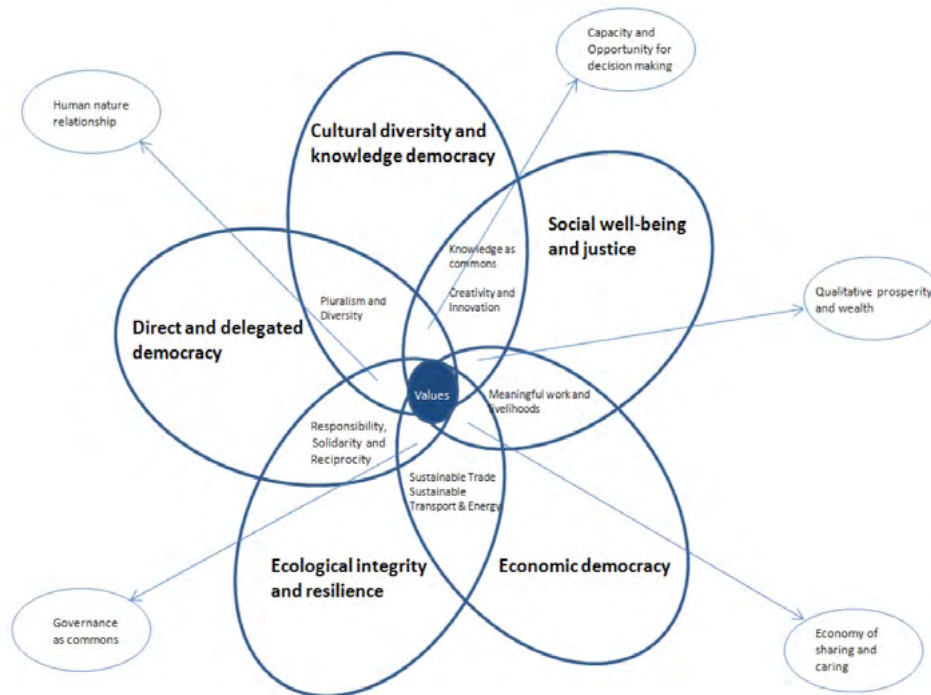 Capacity and
Opportunity for
decision making
Human nature
relationship
Cultural diversity and
knowledge democracy
Social well-being
and justice
Knowledge as
commons
Creativity and
Innovation
Pluralism and
Diversity
Direct and delegated
democracy
Qualitative prosperity
and wealth
Values
Meaningful work and
livelihoods
Responsibility,
Solidarity and
Reciprocity
Sustainable Trade
Sustainable
Transport & Energy
Ecological integrity
and resilience
Economic democracy
Governance
as commons
Economy of
sharing and
caring